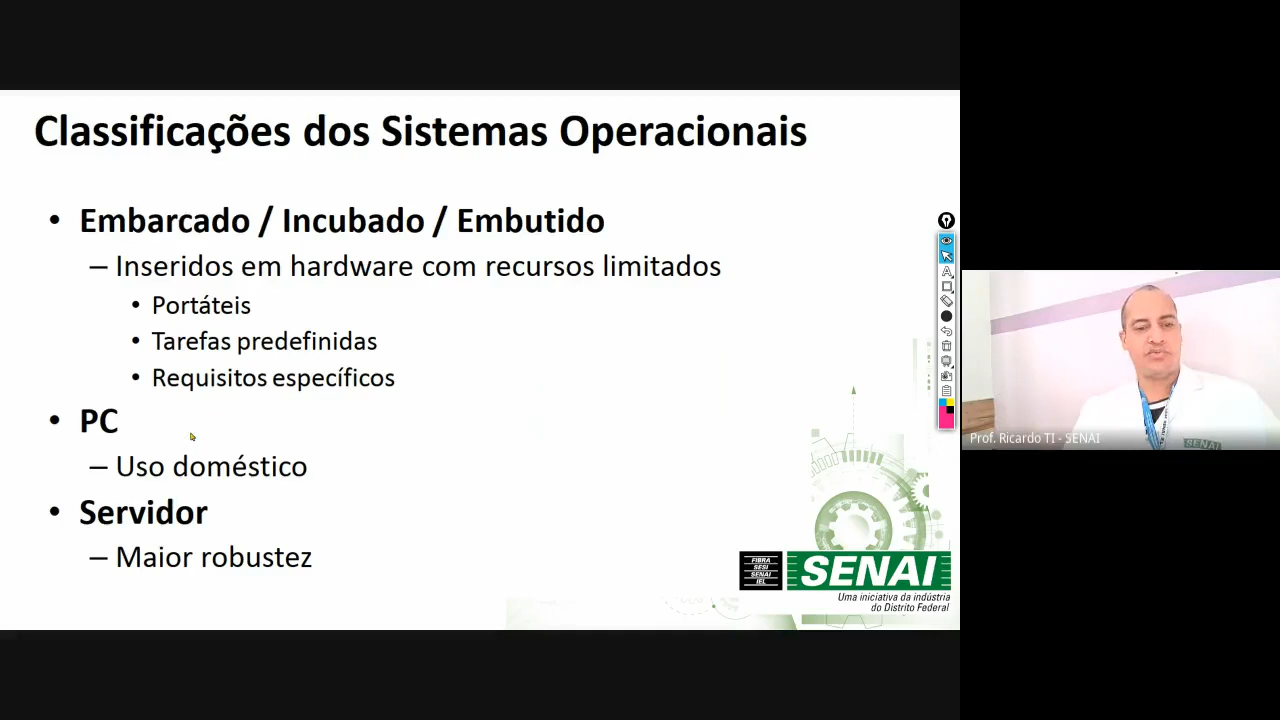 Classificações dos Sistemas Operacionais
• Embarcado / Incubado / Embutido
– Inseridos em hardware com recursos limitados
• Portáteis
• Tarefas predefinidas
• Requisitos específicos
• PC
– Uso doméstico
• Servidor
– Maior robustez
FIBRA
SESI
SENAI
IEL
SENAI
Uma iniciativa da indústria
do Distrito Federal
A
Prof. Ricardo TI - SENAI
SENAI